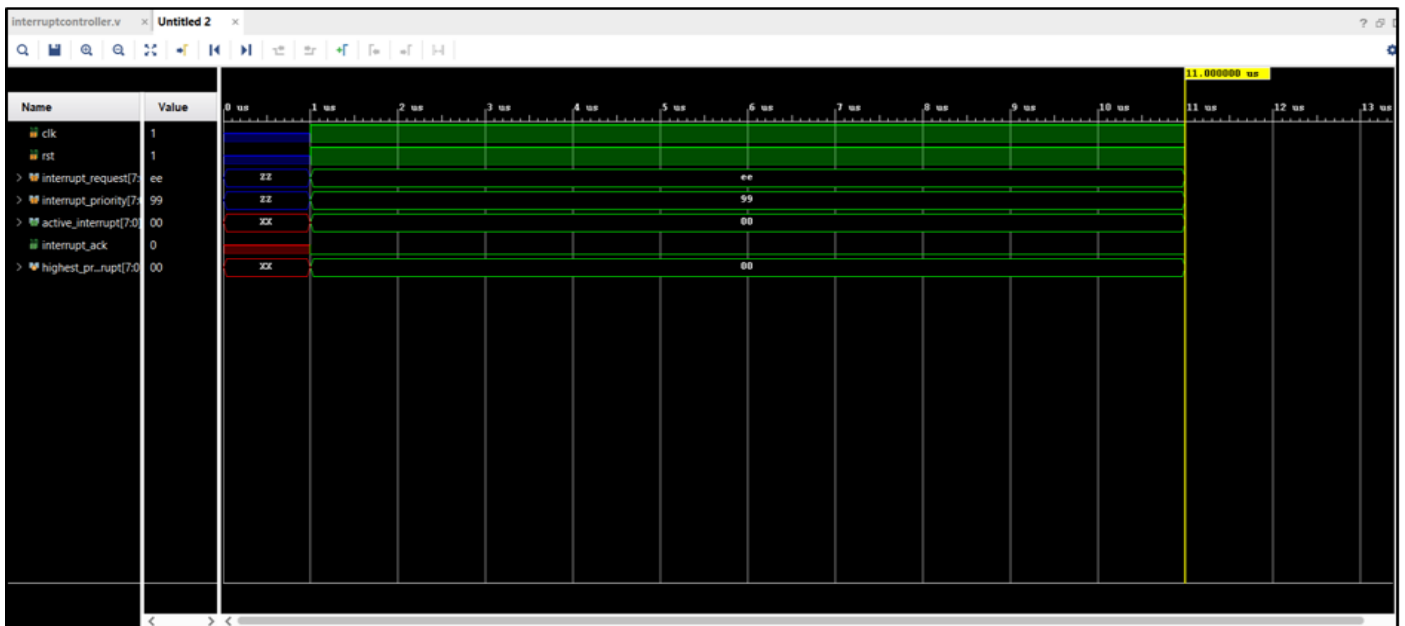 interruptcontroller.v × Untitled 2 ×
?
11.000000 us
Name Value 0 us 1 us 2 us 3 us 4 us 5 us 6 us 7 us 8 us 9 us 10 us 11 us 12 us 13 us
clk 1
rst 1
> interrupt_request[7: ee zz ee
> interrupt_priority[7: 99 zz 99
> active_interrupt[7:0] 00 XX 00
interrupt_ack 0
> highest_pr...rupt[7:0 00 XX 00